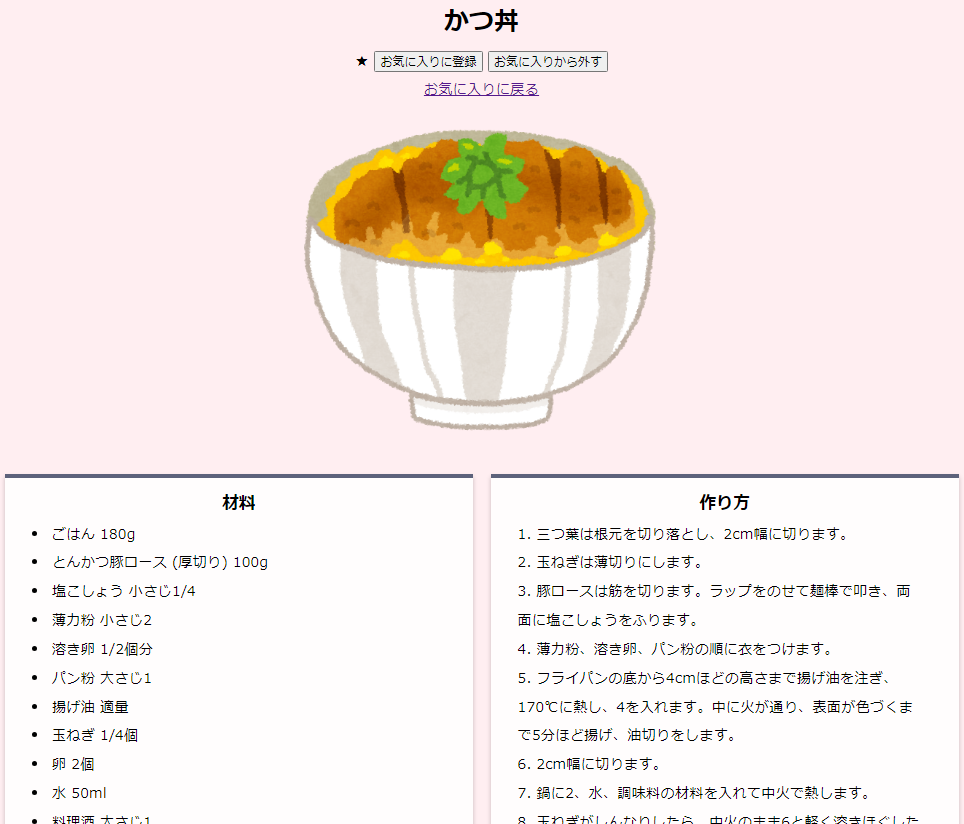 かつ丼
★ お気に入りに登録 お気に入りから外す
お気に入りに戻る
材料
• ごはん 180g
• とんかつ豚ロース (厚切り) 100g
• 塩こしょう 小さじ1/4
• 薄力粉 小さじ2
• 溶き卵 1/2個分
• パン粉 大さじ1
• 揚げ油 適量
• 玉ねぎ 1/4個
• 卵 2個
• 水 50ml
• 料理酒 大さじ1
作り方
1. 三つ葉は根元を切り落とし、2cm幅に切ります。
2. 玉ねぎは薄切りにします。
3. 豚ロースは筋を切ります。ラップをのせて麺棒で叩き、両
面に塩こしょうをふります。
4. 薄力粉、溶き卵、パン粉の順に衣をつけます。
5. フライパンの底から4cmほどの高さまで揚げ油を注ぎ、
170℃に熱し、4を入れます。中に火が通り、表面が色づくま
で5分ほど揚げ、油切りをします。
6. 2cm幅に切ります。
7. 鍋に2、水、調味料の材料を入れて中火で熱します。
8. 玉ねぎがしんなりしたら、中火のまま6と軽く溶きほぐした